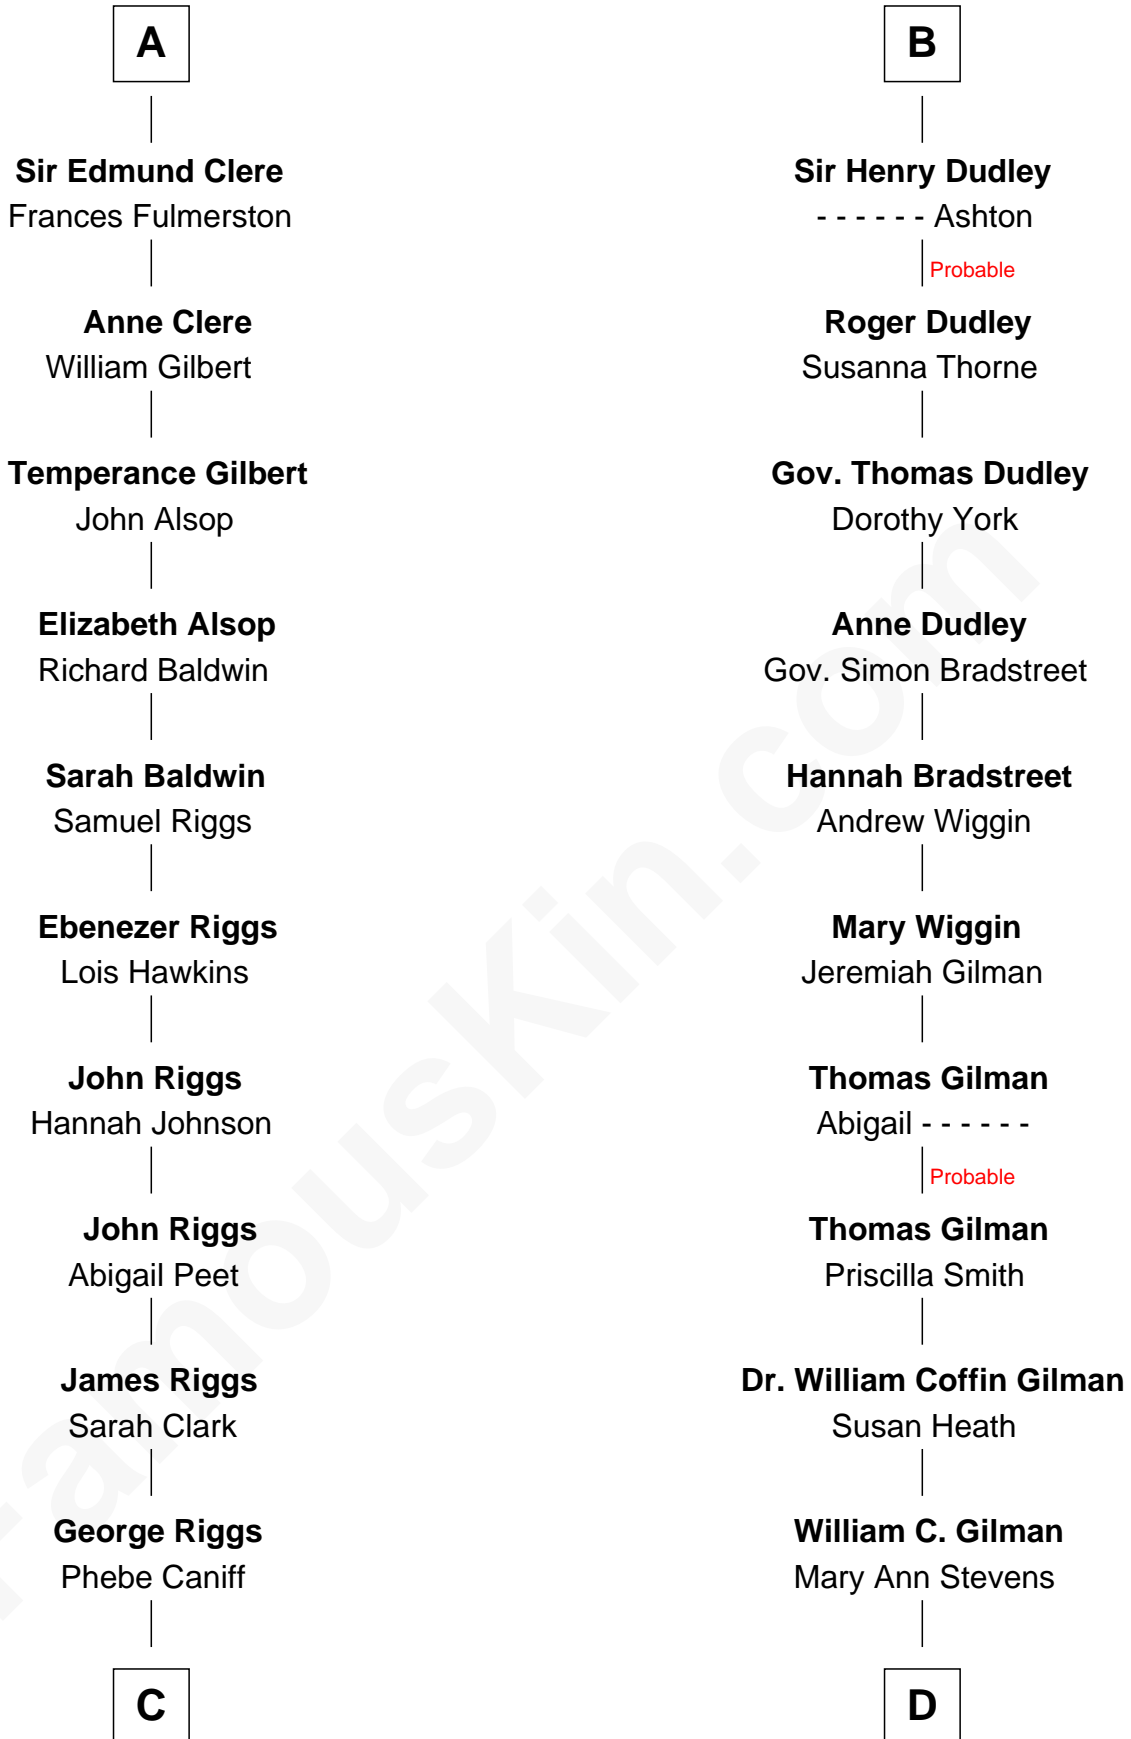 A
Sir Edmund Clere
Frances Fulmerston
Anne Clere
William Gilbert
Temperance Gilbert
John Alsop
Elizabeth Alsop
Richard Baldwin
Sarah Baldwin
Samuel Riggs
Ebenezer Riggs
Lois Hawkins
John Riggs
Hannah Johnson
John Riggs
Abigail Peet
James Riggs
Sarah Clark
George Riggs
Phebe Caniff
C
B
Sir Henry Dudley
- - - - - - Ashton
Probable
Roger Dudley
Susanna Thorne
Gov. Thomas Dudley
Dorothy York
Anne Dudley
Gov. Simon Bradstreet
Hannah Bradstreet
Andrew Wiggin
Mary Wiggin
Jeremiah Gilman
Thomas Gilman
Abigail - - - - - -
Probable
Thomas Gilman
Priscilla Smith
Dr. William Coffin Gilman
Susan Heath
William C. Gilman
Mary Ann Stevens
D
FamousKin.com